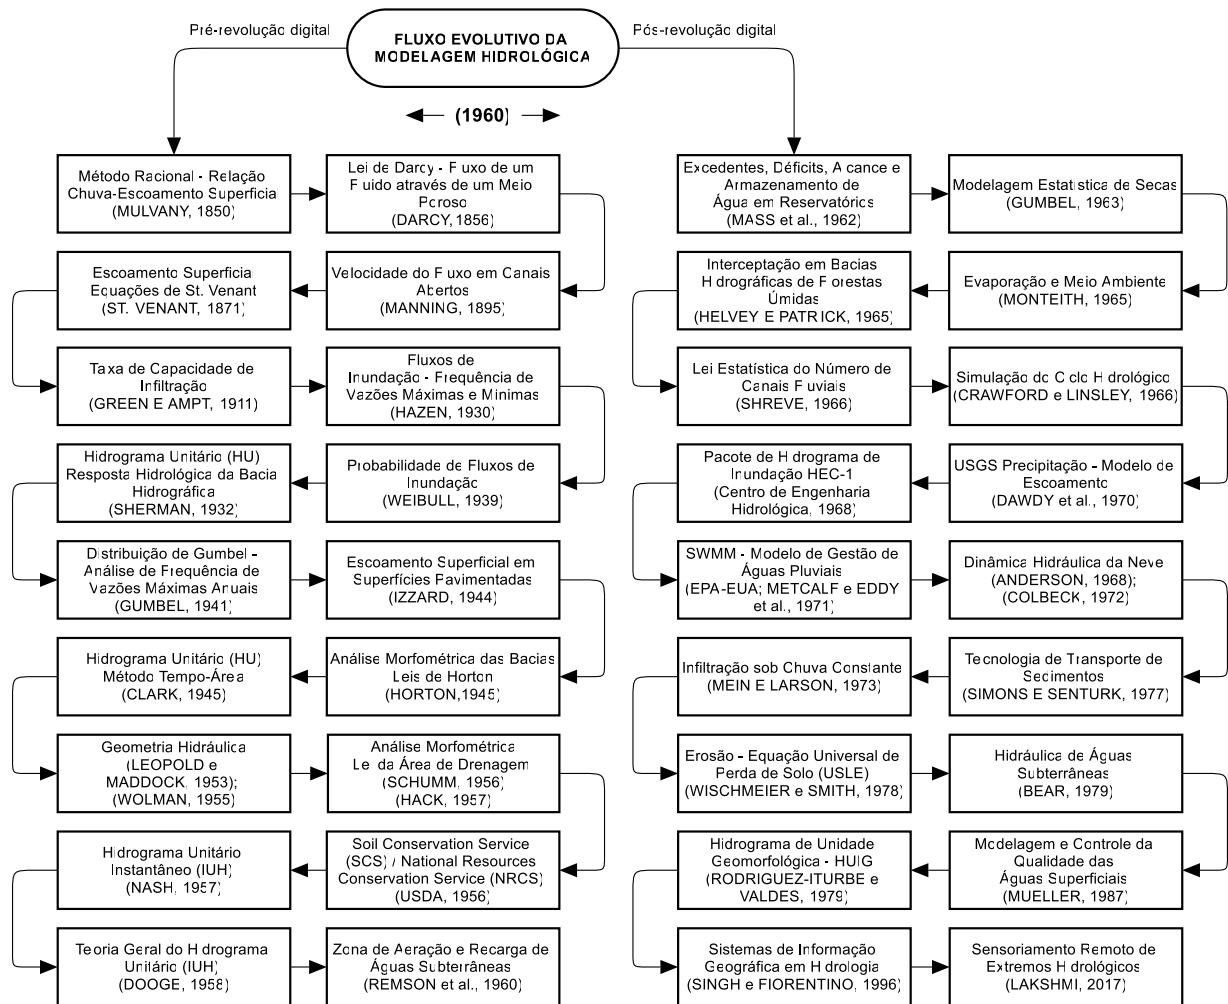 Pré-revolução digital
FLUXO EVOLUTIVO DA
MODELAGEM HIDROLÓGICA
Pós-revolução digital
(1960)
Método Racional - Relação
Chuva-Escoamento Superficia
(MULVANY, 1850)
Lei de Darcy - F uxo de um
F uido através de um Meio
Poroso
(DARCY, 1856)
Escoamento Superficia
Equações de St. Venant
(ST. VENANT, 1871)
Velocidade do F uxo em Canais
Abertos
(MANNING, 1895)
Taxa de Capacidade de
Infiltração
(GREEN E AMPT, 1911)
Fluxos de
Inundação - Frequência de
Vazões Máximas e Mínimas
(HAZEN, 1930)
Hidrograma Unitário (HU)
Resposta Hidrológica da Bacia
Hidrográfica
(SHERMAN, 1932)
Probabilidade de Fluxos de
Inundação
(WEIBULL, 1939)
Distribuição de Gumbel -
Análise de Frequência de
Vazões Máximas Anuais
(GUMBEL, 1941)
Escoamento Superficial em
Superfícies Pavimentadas
(IZZARD, 1944)
Hidrograma Unitário (HU)
Método Tempo-Área
(CLARK, 1945)
Análise Morfométrica das Bacias
Leis de Horton
(HORTON,1945)
Geometria Hidráulica
(LEOPOLD e
MADDOCK, 1953);
(WOLMAN, 1955)
Análise Morfométrica
Lei da Área de Drenagem
(SCHUMM, 1956)
(HACK, 1957)
Hidrograma Unitário
Instantâneo (IUH)
(NASH, 1957)
Soil Conservation Service
(SCS) / National Resources
Conservation Service (NRCS)
(USDA, 1956)
Teoria Geral do H drograma
Unitário (IUH)
(DOOGE, 1958)
Zona de Aeração e Recarga de
Águas Subterrâneas
(REMSON et al., 1960)
Excedentes, Déficits, A cance e
Armazenamento de
Água em Reservatórios
(MASS et al., 1962)
Modelagem Estatística de Secas
(GUMBEL, 1963)
Interceptação em Bacias
H drográficas de F orestas
Úmidas
(HELVEY E PATRICK, 1965)
Evaporação e Meio Ambiente
(MONTEITH, 1965)
Lei Estatística do Número de
Canais F uviais
(SHREVE, 1966)
Simulação do C clo H drológico
(CRAWFORD e LINSLEY, 1966)
Pacote de H drograma de
Inundação HEC-1
(Centro de Engenharia
Hidrológica, 1968)
USGS Precipitação - Modelo de
Escoamento
(DAWDY et al., 1970)
SWMM - Modelo de Gestão de
Águas Pluviais
(EPA-EUA; METCALF e EDDY
et al., 1971)
Dinâmica Hidráulica da Neve
(ANDERSON, 1968);
(COLBECK, 1972)
Infiltração sob Chuva Constante
(MEIN E LARSON, 1973)
Tecnologia de Transporte de
Sedimentos
(SIMONS E SENTURK, 1977)
Erosão - Equação Universal de
Perda de Solo (USLE)
(WISCHMEIER e SMITH, 1978)
Hidráulica de Águas
Subterrâneas
(BEAR, 1979)
Hidrograma de Unidade
Geomorfológica - HUIG
(RODRIGUEZ-ITURBE e
VALDES, 1979)
Modelagem e Controle da
Qualidade das
Águas Superficiais
(MUELLER, 1987)
Sistemas de Informação
Geográfica em H drologia
(SINGH e FIORENTINO, 1996)
Sensoriamento Remoto de
Extremos H drológicos
(LAKSHMI, 2017)